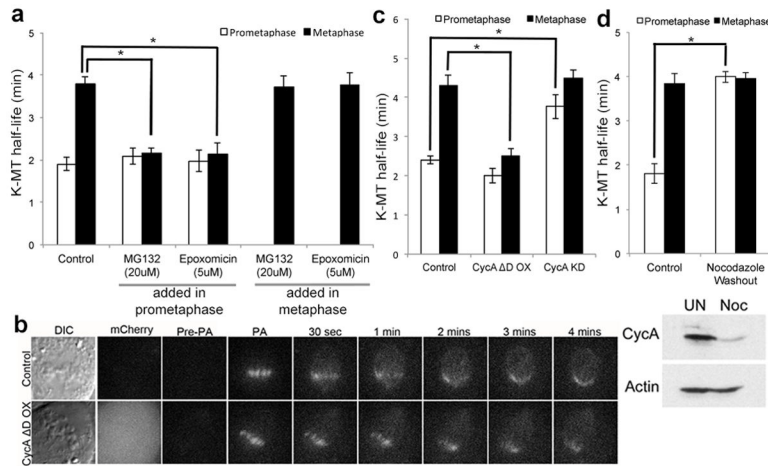 a
Prometaphase Metaphase
*
*
K-MT half-life (min)
5
4
3
2
1
0
Control
MG132 (20uM)
Epoxomicin (5uM)
MG132 (20uM)
Epoxomicin (5uM)
added in prometaphase
added in metaphase
c
Prometaphase Metaphase
*
*
K-MT half-life (min)
6
5
4
3
2
1
0
Control
CycA ΔD OX
CycA KD
d
Prometaphase Metaphase
*
K-MT half-life (min)
5
4
3
2
1
0
Control
Nocodazole Washout
UN Noc
CycA
Actin
b
DIC mCherry Pre-PA PA 30 sec 1 min 2 mins 3 mins 4 mins
Control
CycA ΔD OX